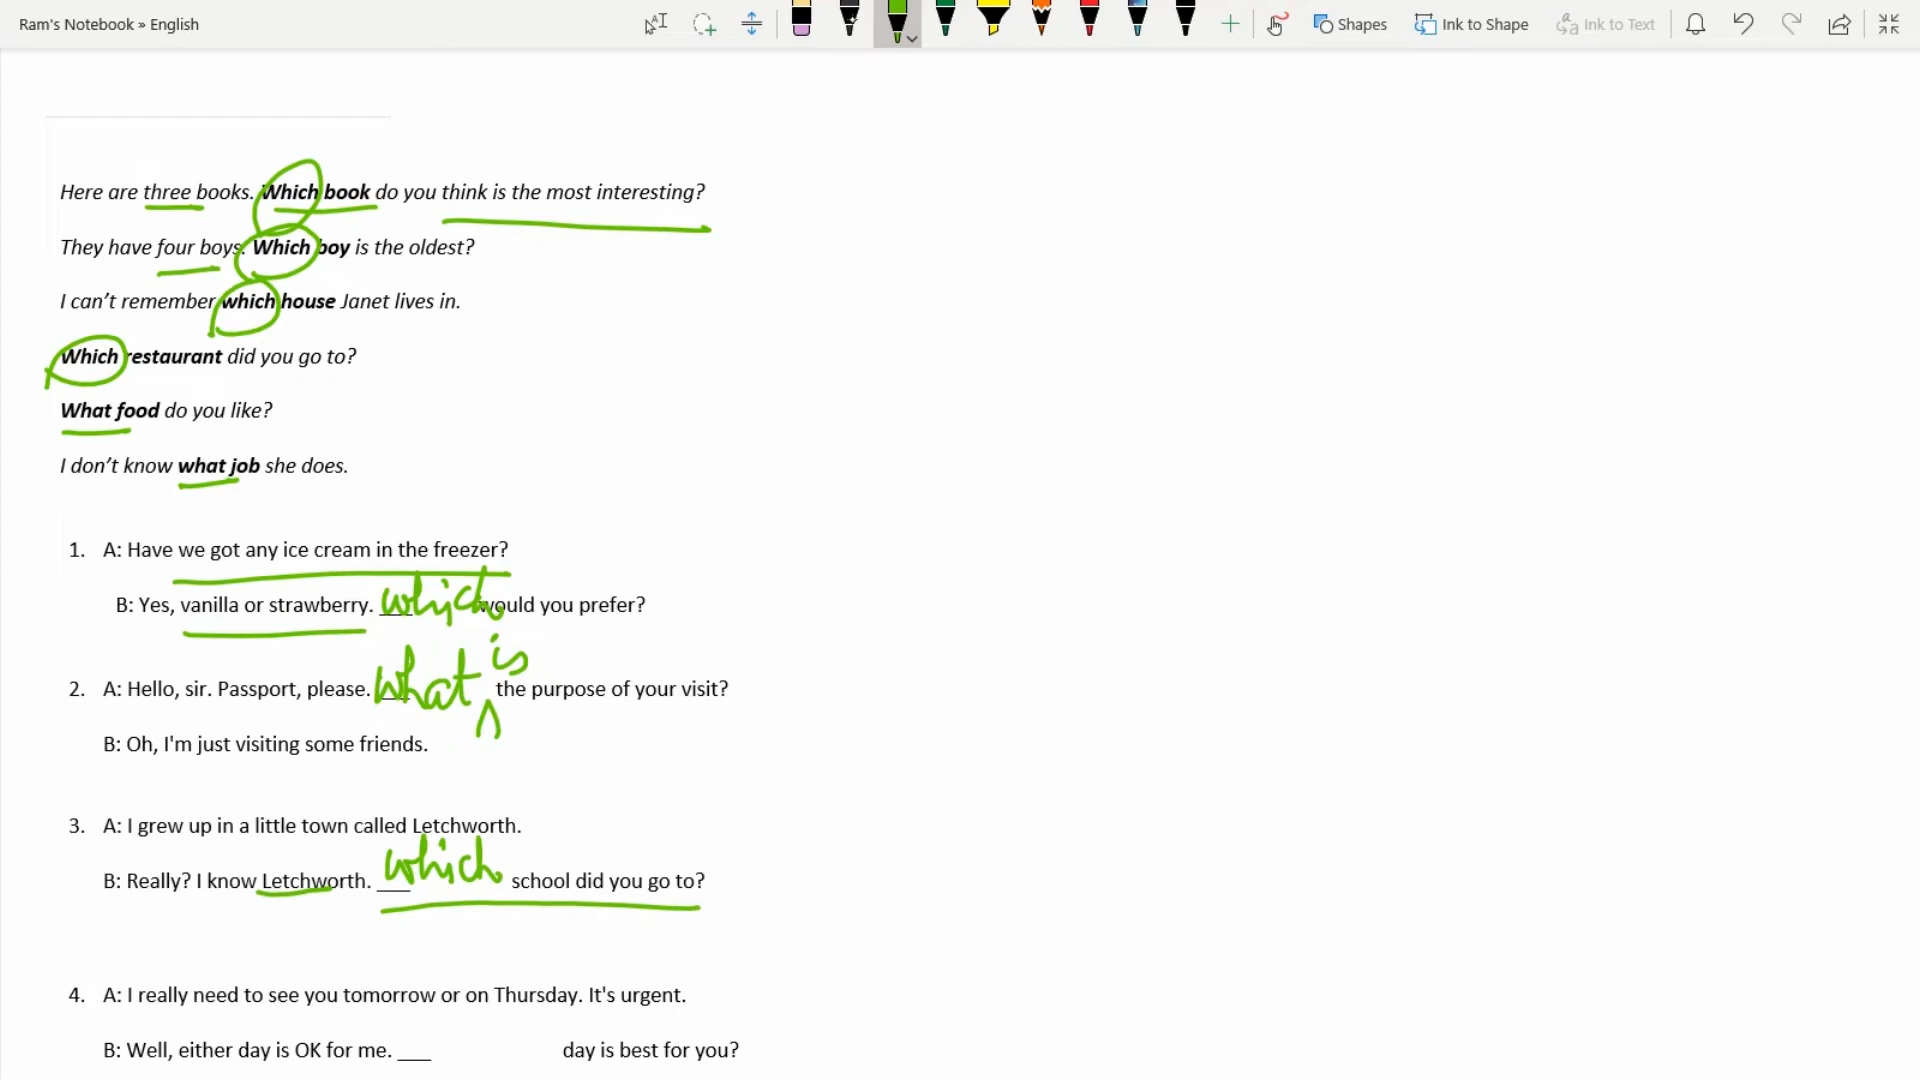 Ram's Notebook » English
Shapes
Ink to Shape
Ink to Text
Here are three books. Which book do you think is the most interesting?
They have four boys. Which boy is the oldest?
I can't remember which house Janet lives in.
Which restaurant did you go to?
What food do you like?
I don't know what job she does.
1. A: Have we got any ice cream in the freezer?
B: Yes, vanilla or strawberry. which would you prefer?
is
2. A: Hello, sir. Passport, please. what the purpose of your visit?
B: Oh, I'm just visiting some friends.
3. A: I grew up in a little town called Letchworth.
B: Really? I know Letchworth. ___ which school did you go to?
4. A: I really need to see you tomorrow or on Thursday. It's urgent.
B: Well, either day is OK for me. ___ day is best for you?